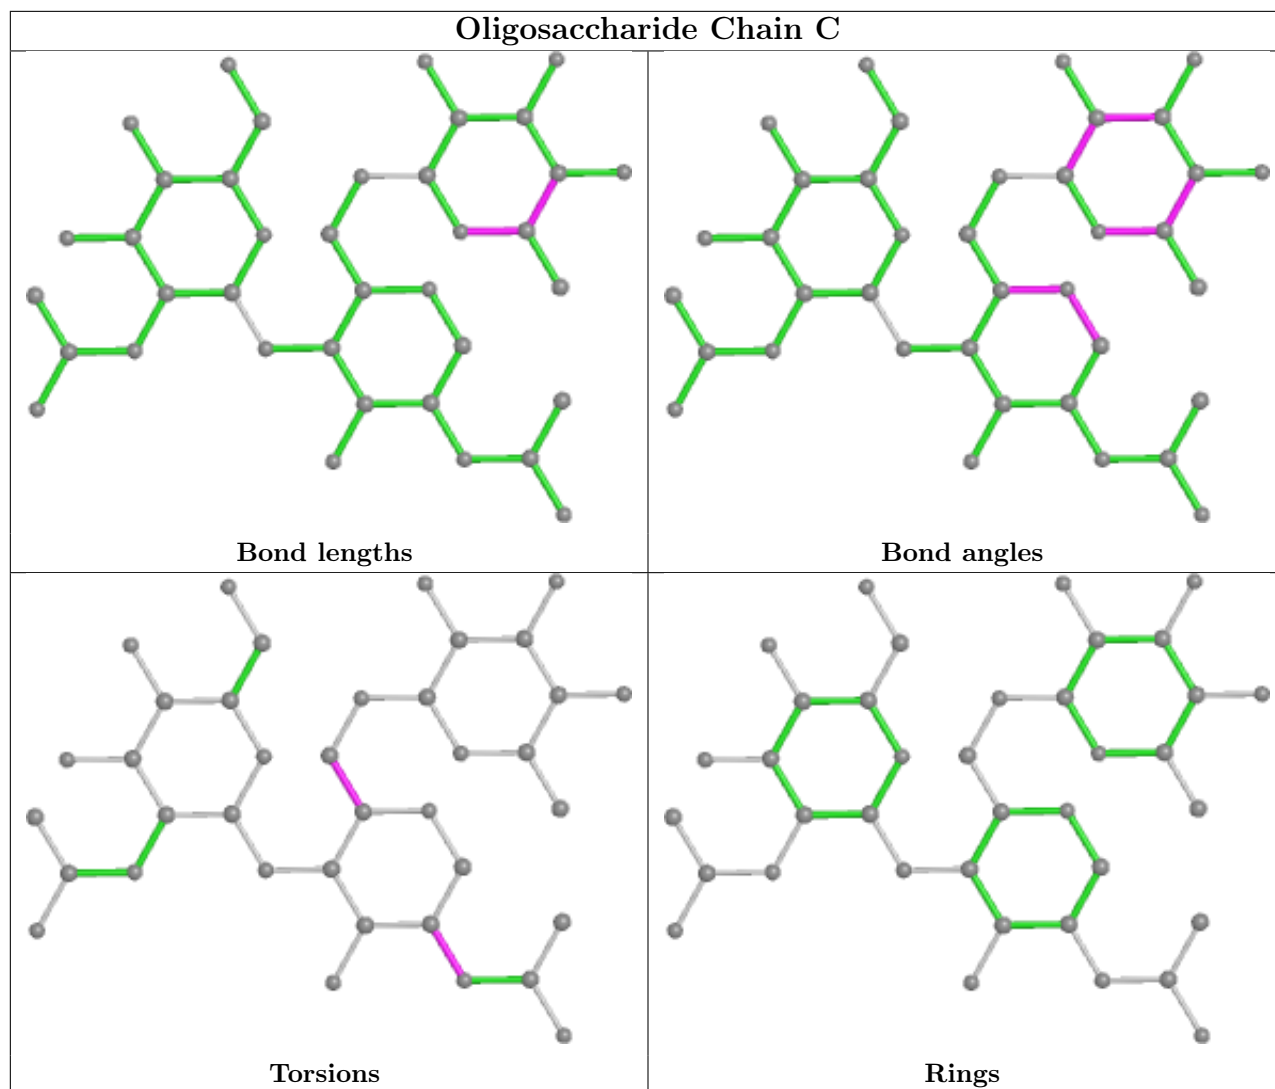 Oligosaccharide Chain C
Bond lengths
Bond angles
Torsions
Rings